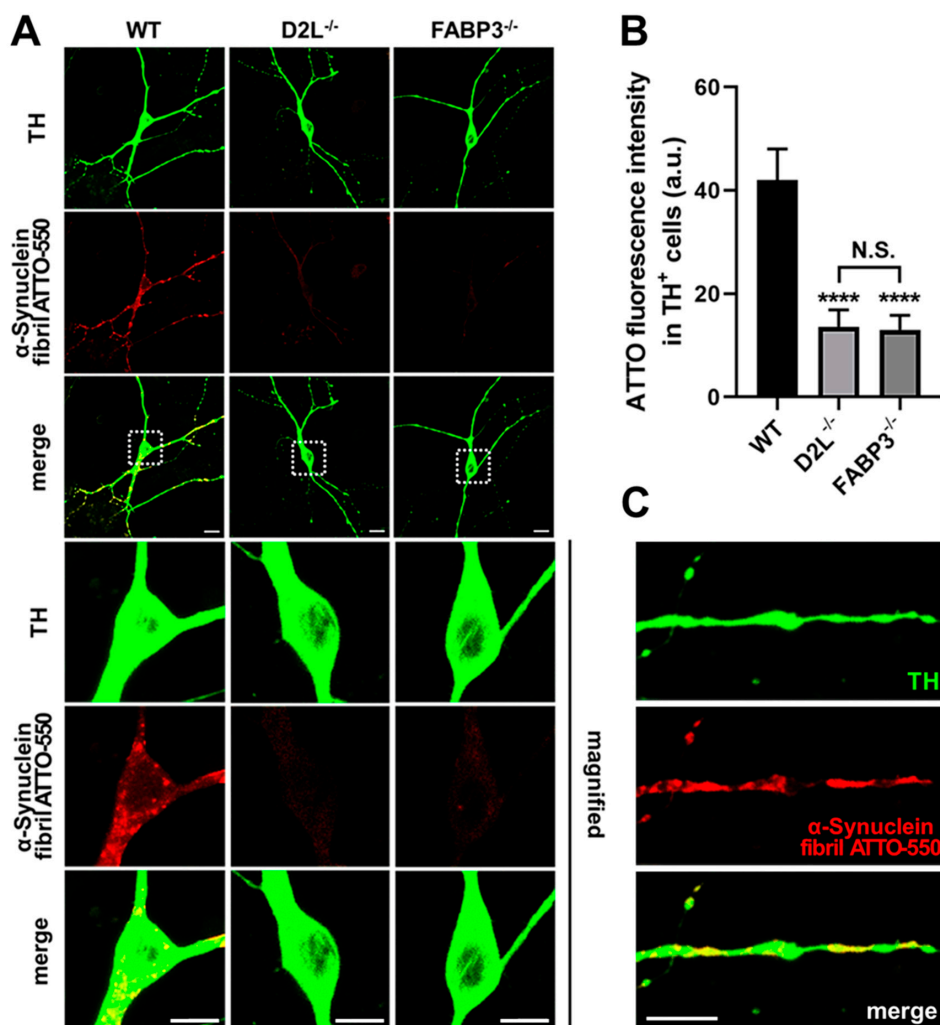 A
WT
D2L-/-
FABP3-/-
TH
α-Synuclein
fibril ATTO-550
merge
TH
α-Synuclein
fibril ATTO-550
merge
magnified
B
ATTO fluorescence intensity
in TH+ cells (a.u.)
60
40
20
0
N.S.
****
****
WT
D2L-/-
FABP3-/-
C
TH
α-Synuclein
fibril ATTO-550
merge